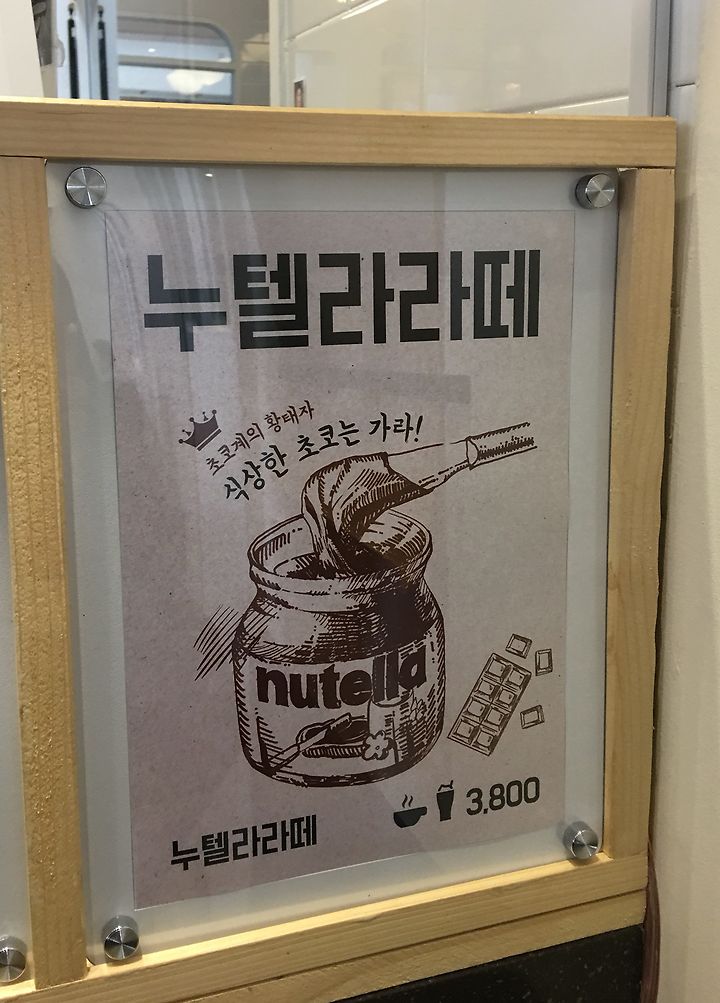 누텔라라떼
초코계의 황태자
식상한 초코는 가라!
nutella
누텔라라떼
3,800